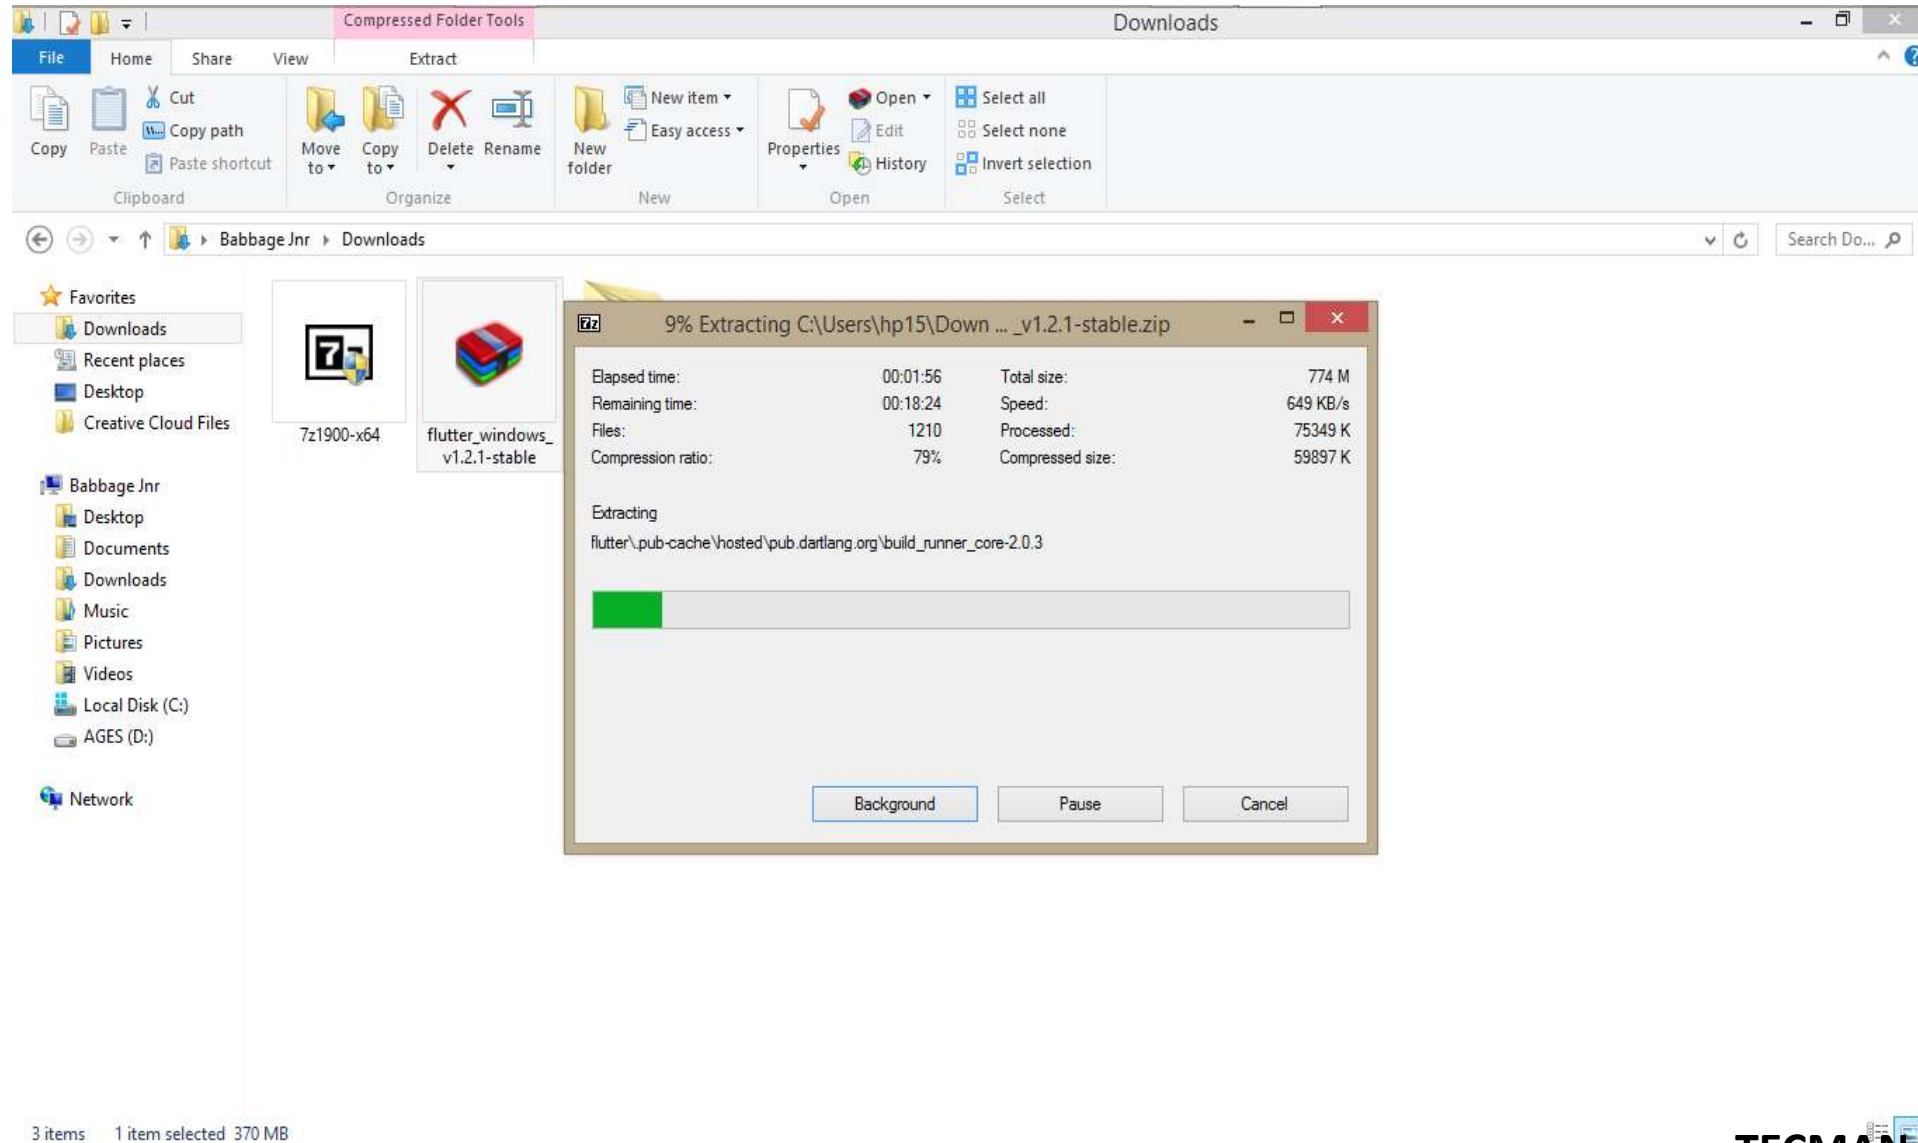 Compressed Folder Tools
Downloads
File Home Share View Extract
Copy
Paste
Cut
Copy path
Paste shortcut
Clipboard
Move to
Copy to
Delete
Rename
Organize
New folder
New item
Easy access
New
Properties
Open
Edit
History
Open
Select all
Select none
Invert selection
Select
Babbage Jnr Downloads
Search Do...
Favorites
Downloads
Recent places
Desktop
Creative Cloud Files
Babbage Jnr
Desktop
Documents
Downloads
Music
Pictures
Videos
Local Disk (C:)
AGES (D:)
Network
7z1900-x64
flutter_windows_
v1.2.1-stable
9% Extracting C:\Users\hp15\Down ... _v1.2.1-stable.zip
Elapsed time: 00:01:56 Total size: 774 M
Remaining time: 00:18:24 Speed: 649 KB/s
Files: 1210 Processed: 75349 K
Compression ratio: 79% Compressed size: 59897 K
Extracting
flutter\.pub-cache\hosted\pub.dartlang.org\build_runner_core-2.0.3
Background Pause Cancel
3 items 1 item selected 370 MB